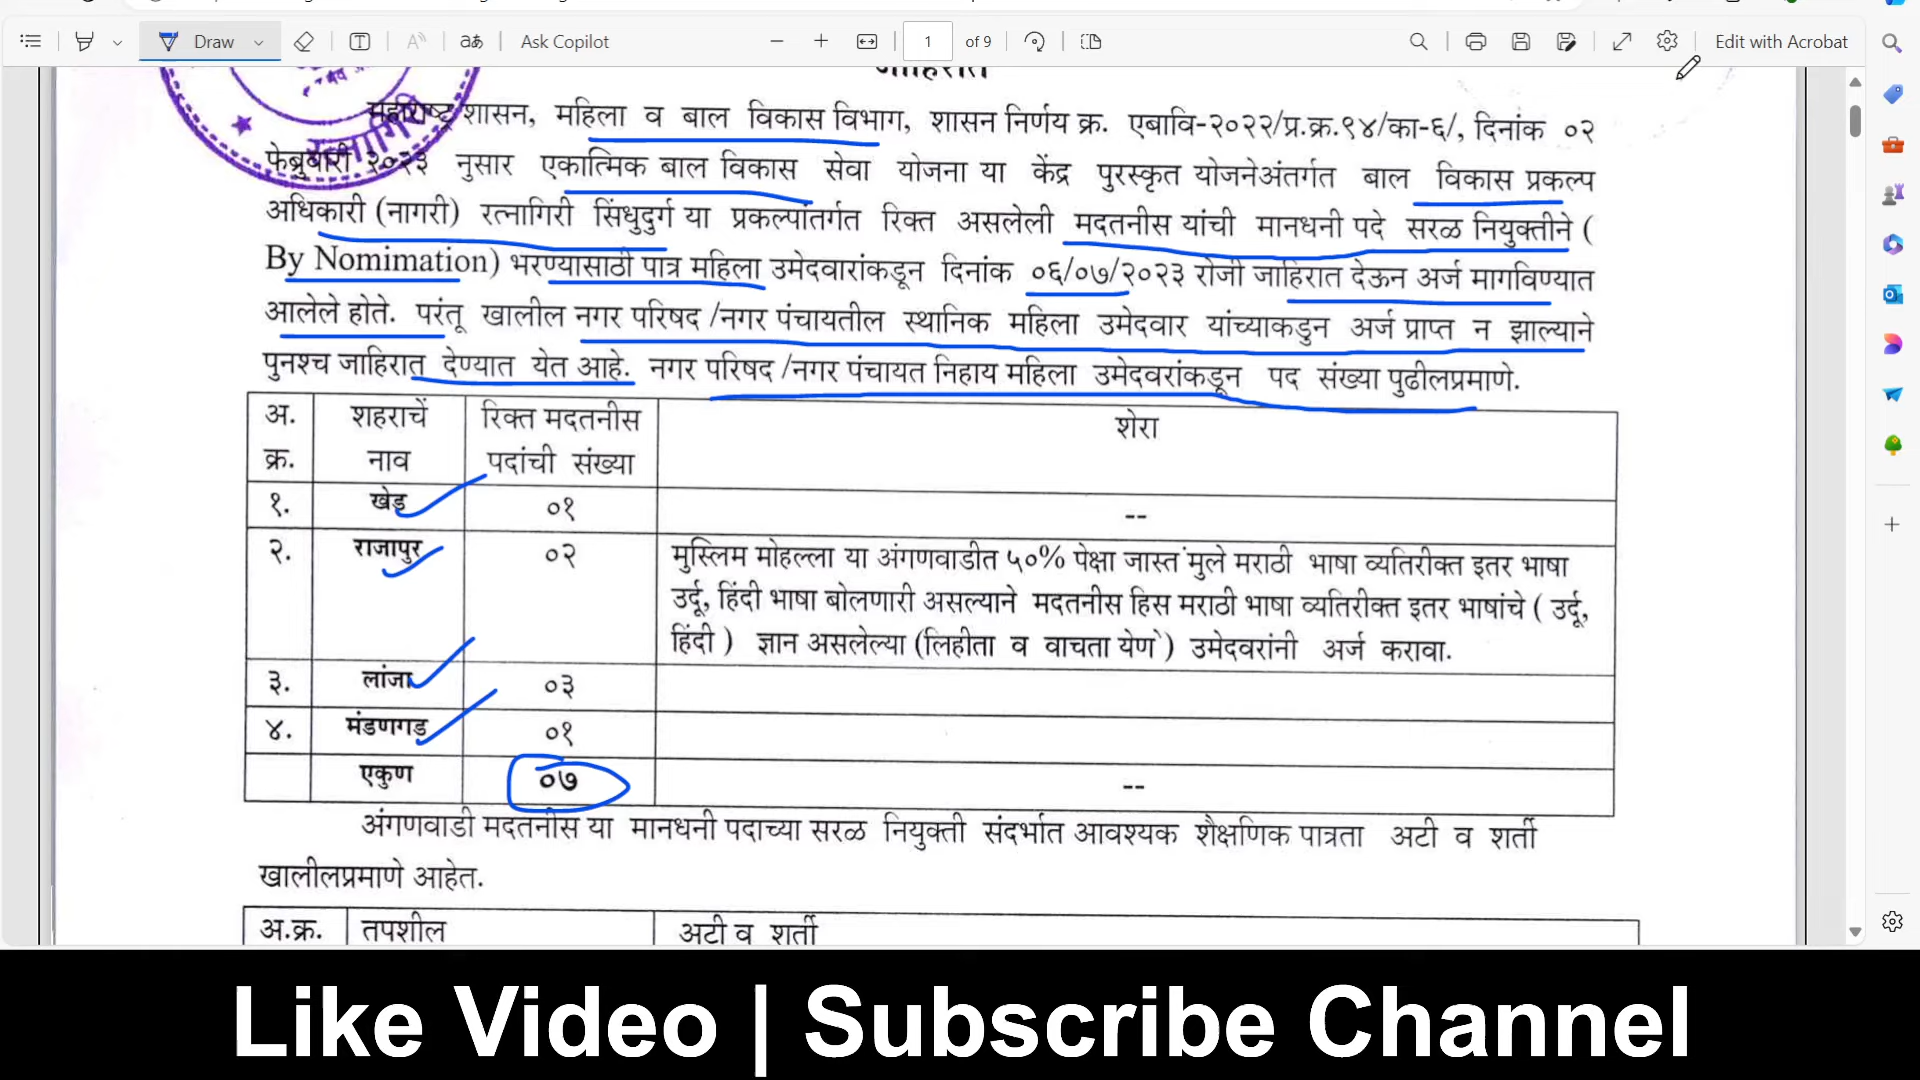 Draw
Ask Copilot
1 of 9
Edit with Acrobat
जाहिरात
महाराष्ट्र शासन, महिला व बाल विकास विभाग, शासन निर्णय क्र. एबावि-२०२२/प्र.क्र.९४/का-६/, दिनांक ०२
फेब्रुवारी २०२३ नुसार एकात्मिक बाल विकास सेवा योजना या केंद्र पुरस्कृत योजनेअंतर्गत बाल विकास प्रकल्प
अधिकारी (नागरी) रत्नागिरी सिंधुदुर्ग या प्रकल्पांतर्गत रिक्त असलेली मदतनीस यांची मानधनी पदे सरळ नियुक्तीने (
By Nomimation) भरण्यासाठी पात्र महिला उमेदवारांकडून दिनांक ०६/०७/२०२३ रोजी जाहिरात देऊन अर्ज मागविण्यात
आलेले होते. परंतू खालील नगर परिषद /नगर पंचायतील स्थानिक महिला उमेदवार यांच्याकडुन अर्ज प्राप्त न झाल्याने
पुनश्च जाहिरात देण्यात येत आहे. नगर परिषद /नगर पंचायत निहाय महिला उमेदवरांकडून पद संख्या पुढीलप्रमाणे.
अ. क्र. शहराचें नाव रिक्त मदतनीस पदांची संख्या शेरा
१. खेड ०१ --
२. राजापुर ०२ मुस्लिम मोहल्ला या अंगणवाडीत ५०% पेक्षा जास्त मुले मराठी भाषा व्यतिरीक्त इतर भाषा
उर्दू, हिंदी भाषा बोलणारी असल्याने मदतनीस हिस मराठी भाषा व्यतिरीक्त इतर भाषांचे ( उर्दू,
हिंदी ) ज्ञान असलेल्या (लिहीता व वाचता येणे) उमेदवरांनी अर्ज करावा.
३. लांजा ०३
४. मंडणगड ०१
एकुण ०७ --
अंगणवाडी मदतनीस या मानधनी पदाच्या सरळ नियुक्ती संदर्भात आवश्यक शैक्षणिक पात्रता अटी व शर्ती
खालीलप्रमाणे आहेत.
अ.क्र. तपशील अटी व शर्ती
Like Video | Subscribe Channel